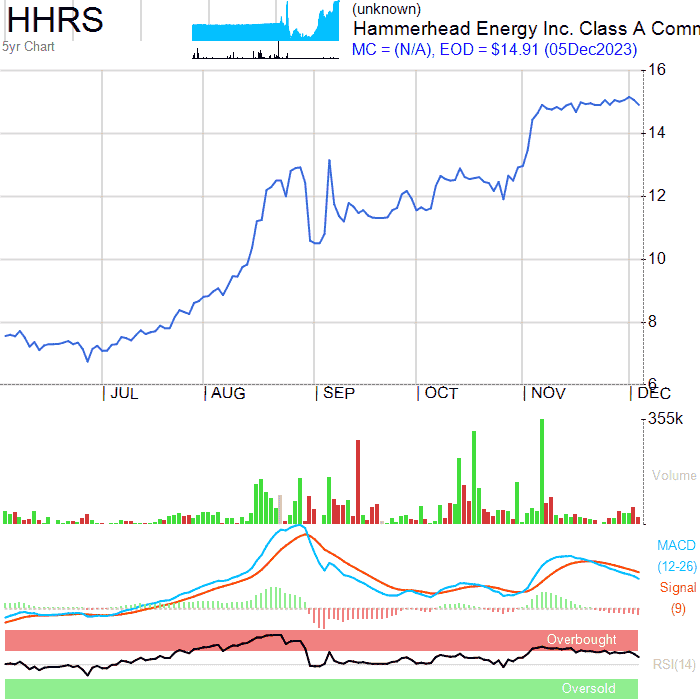 HHRS
5yr Chart
(unknown)
Hammerhead Energy Inc. Class A Comm
MC = (N/A), EOD = $14.91 (05Dec2023)
16
14
12
10
8
6
JUL AUG SEP OCT NOV DEC
355k
Volume
MACD
(12-26)
Signal
(9)
Overbought
RSI(14)
Oversold